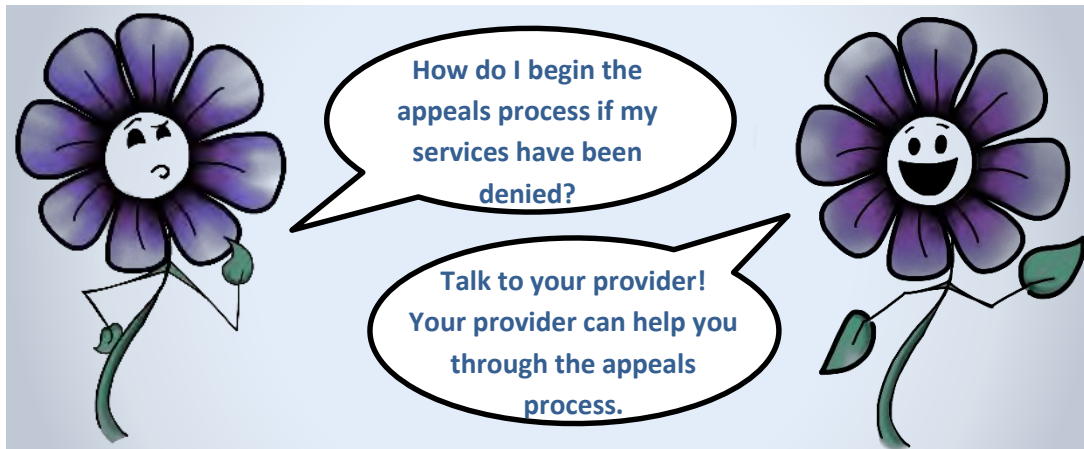 How do I begin the
appeals process if my
services have been
denied?
Talk to your provider!
Your provider can help you
through the appeals
process.